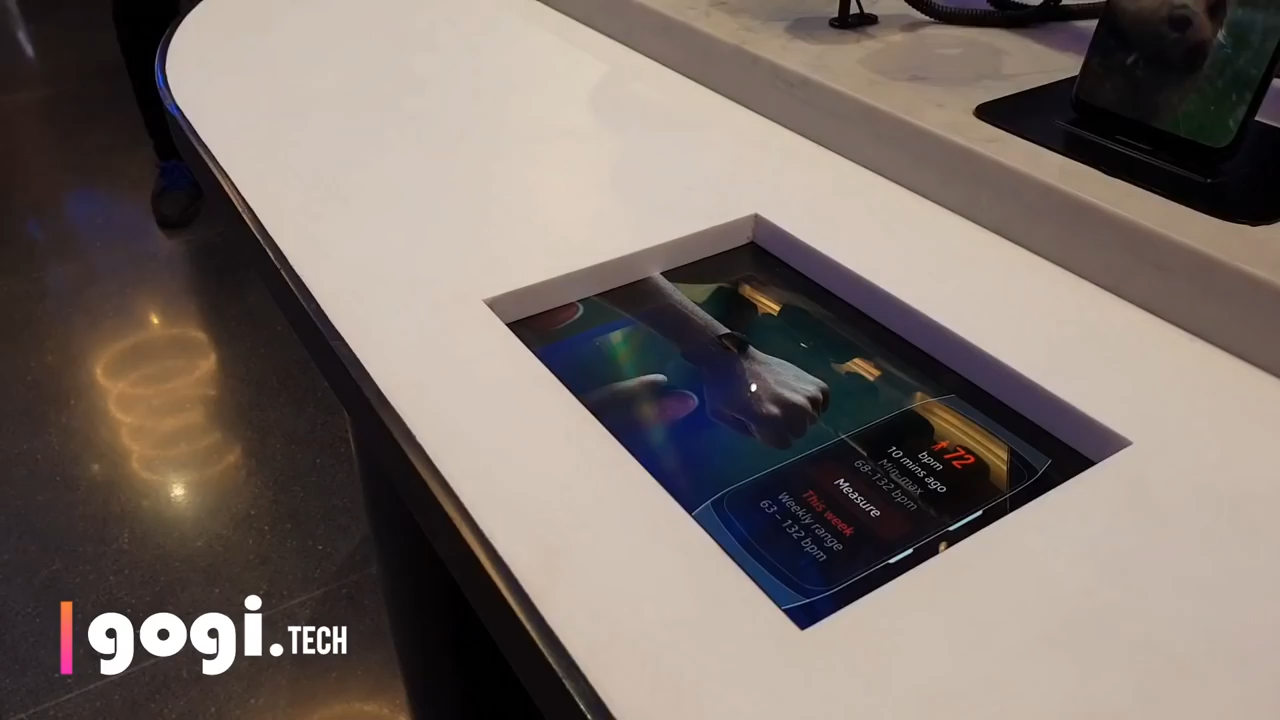 72
bpm
10 mins ago
Min-max
68-132 bpm
Measure
This week
Weekly range
63 - 132 bpm
gogi.TECH